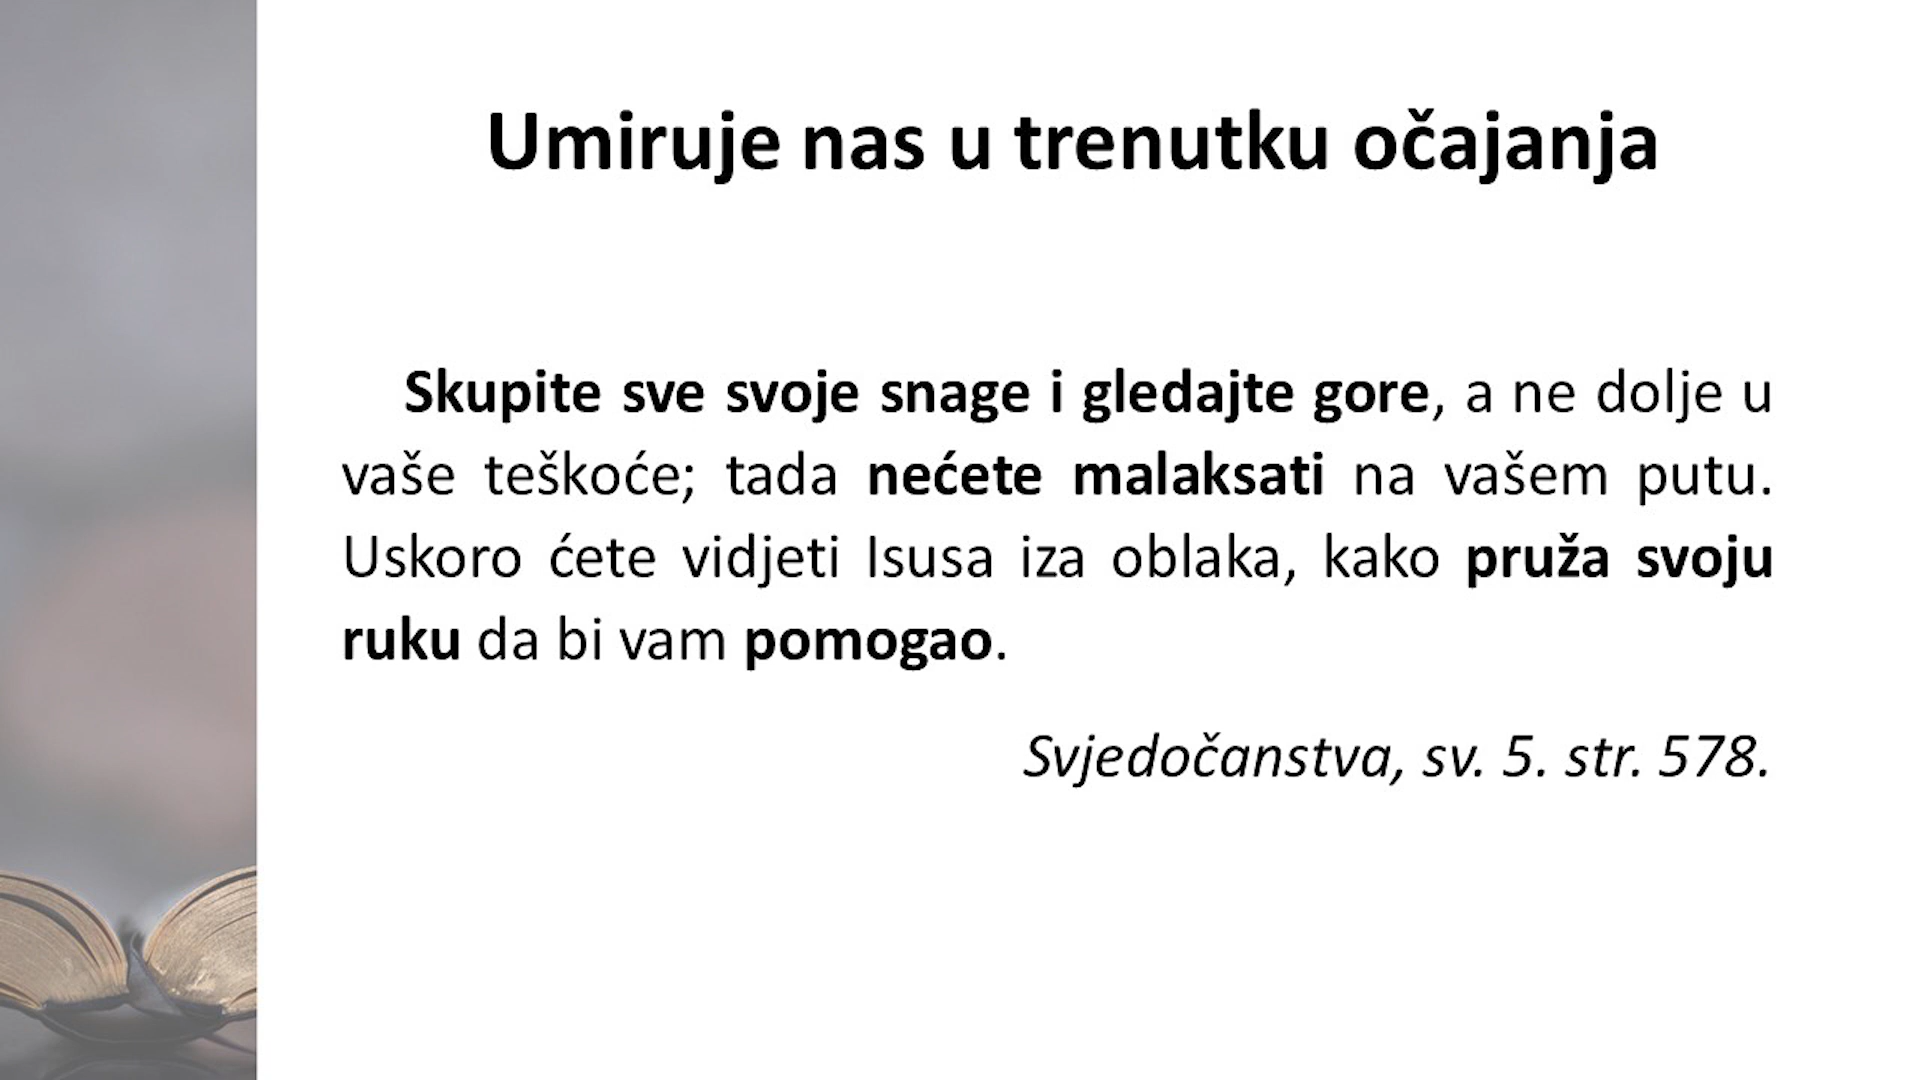 Umiruje nas u trenutku očajanja
Skupite sve svoje snage i gledajte gore, a ne dolje u
vaše teškoće; tada nećete malaksati na vašem putu.
Uskoro ćete vidjeti Isusa iza oblaka, kako pruža svoju
ruku da bi vam pomogao.
Svjedočanstva, sv. 5. str. 578.